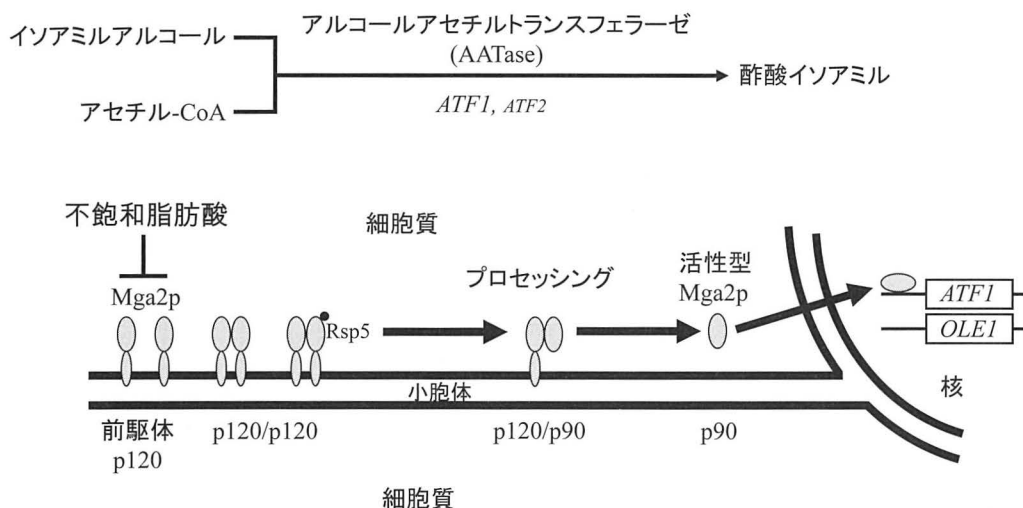 イソアミルアルコール
アセチル-CoA
アルコールアセチルトランスフェラーゼ
(AATase)
ATF1, ATF2
酢酸イソアミル
不飽和脂肪酸
Mga2p
細胞質
Rsp5
プロセッシング
活性型
Mga2p
ATF1
OLE1
小胞体
核
前駆体
p120
p120/p120
p120/p90
p90
細胞質